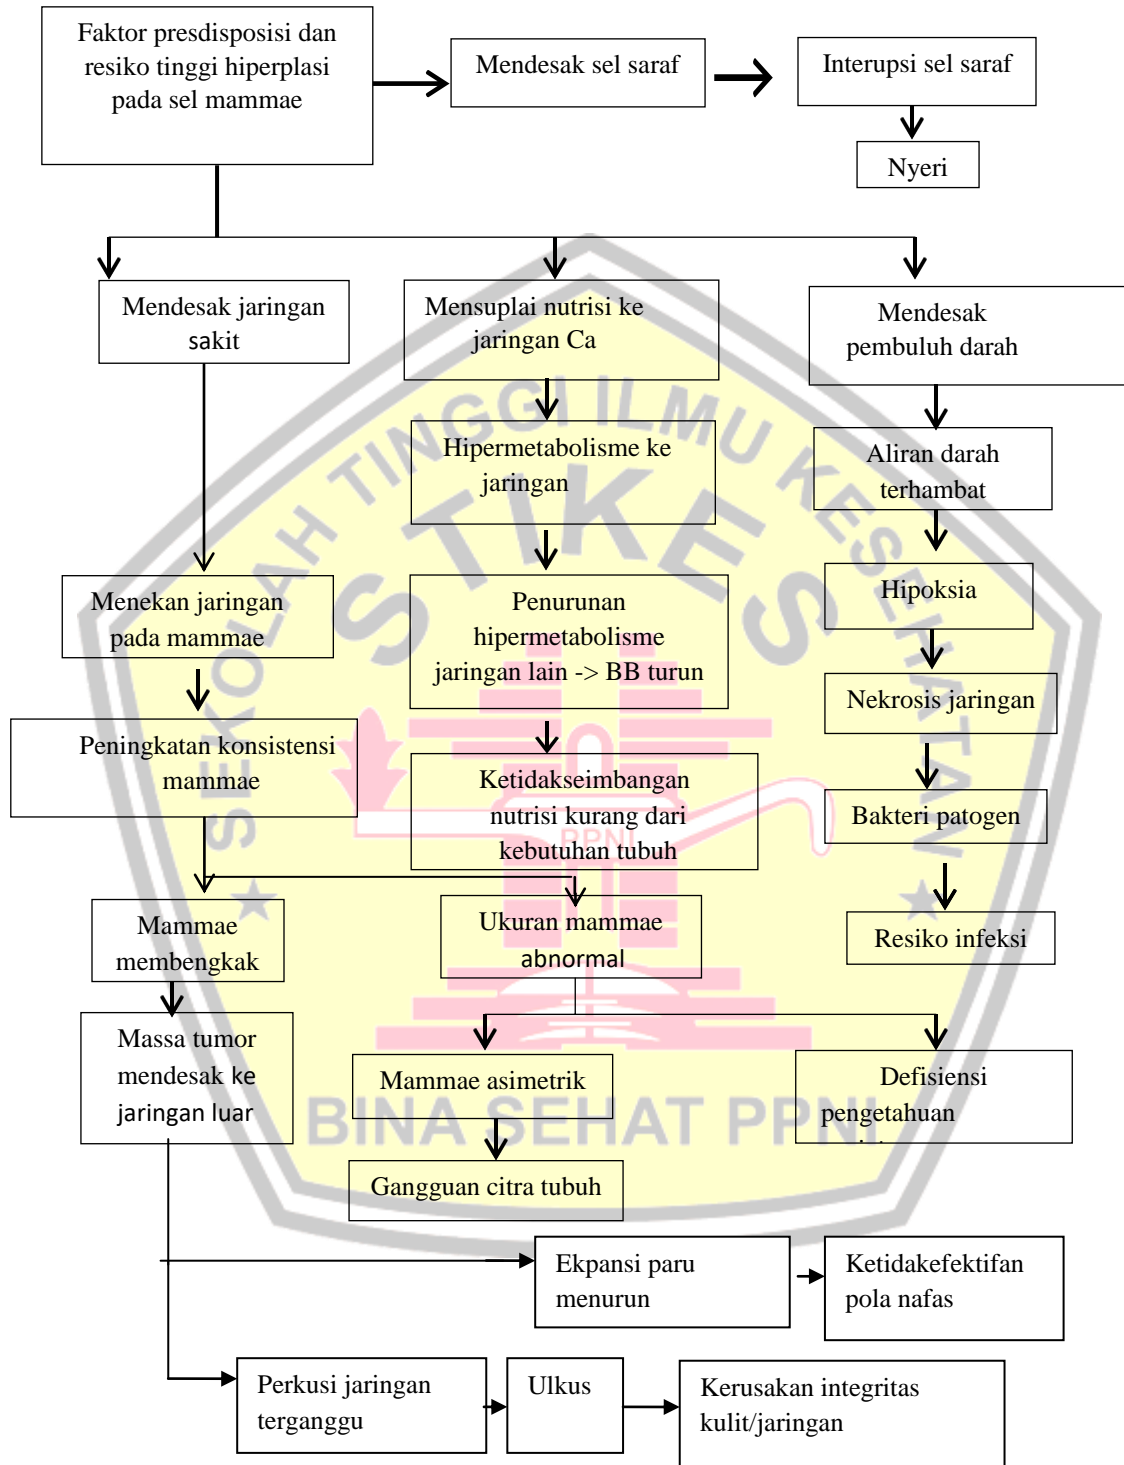 Faktor presdisposisi dan
resiko tinggi hiperplasi
pada sel mammae
Mendesak sel saraf
Interupsi sel saraf
Nyeri
Mendesak jaringan
sakit
Mensuplai nutrisi ke
jaringan Ca
Mendesak
pembuluh darah
Hipermetabolisme ke
jaringan
Aliran darah
terhambat
Menekan jaringan
pada mammae
Penurunan
hipermetabolisme
jaringan lain -> BB turun
Hipoksia
Nekrosis jaringan
Peningkatan konsistensi
mammae
Ketidakseimbangan
nutrisi kurang dari
kebutuhan tubuh
Bakteri patogen
Mammae
membengkak
Ukuran mammae
abnormal
Resiko infeksi
Massa tumor
mendesak ke
jaringan luar
Mammae asimetrik
Defisiensi
pengetahuan
Gangguan citra tubuh
Ekpansi paru
menurun
Ketidakefektifan
pola nafas
Perkusi jaringan
terganggu
Ulkus
Kerusakan integritas
kulit/jaringan
SEKOLAH TINGGI ILMU KESEHATAN
STIKES
PPNI
BINA SEHAT PPNI